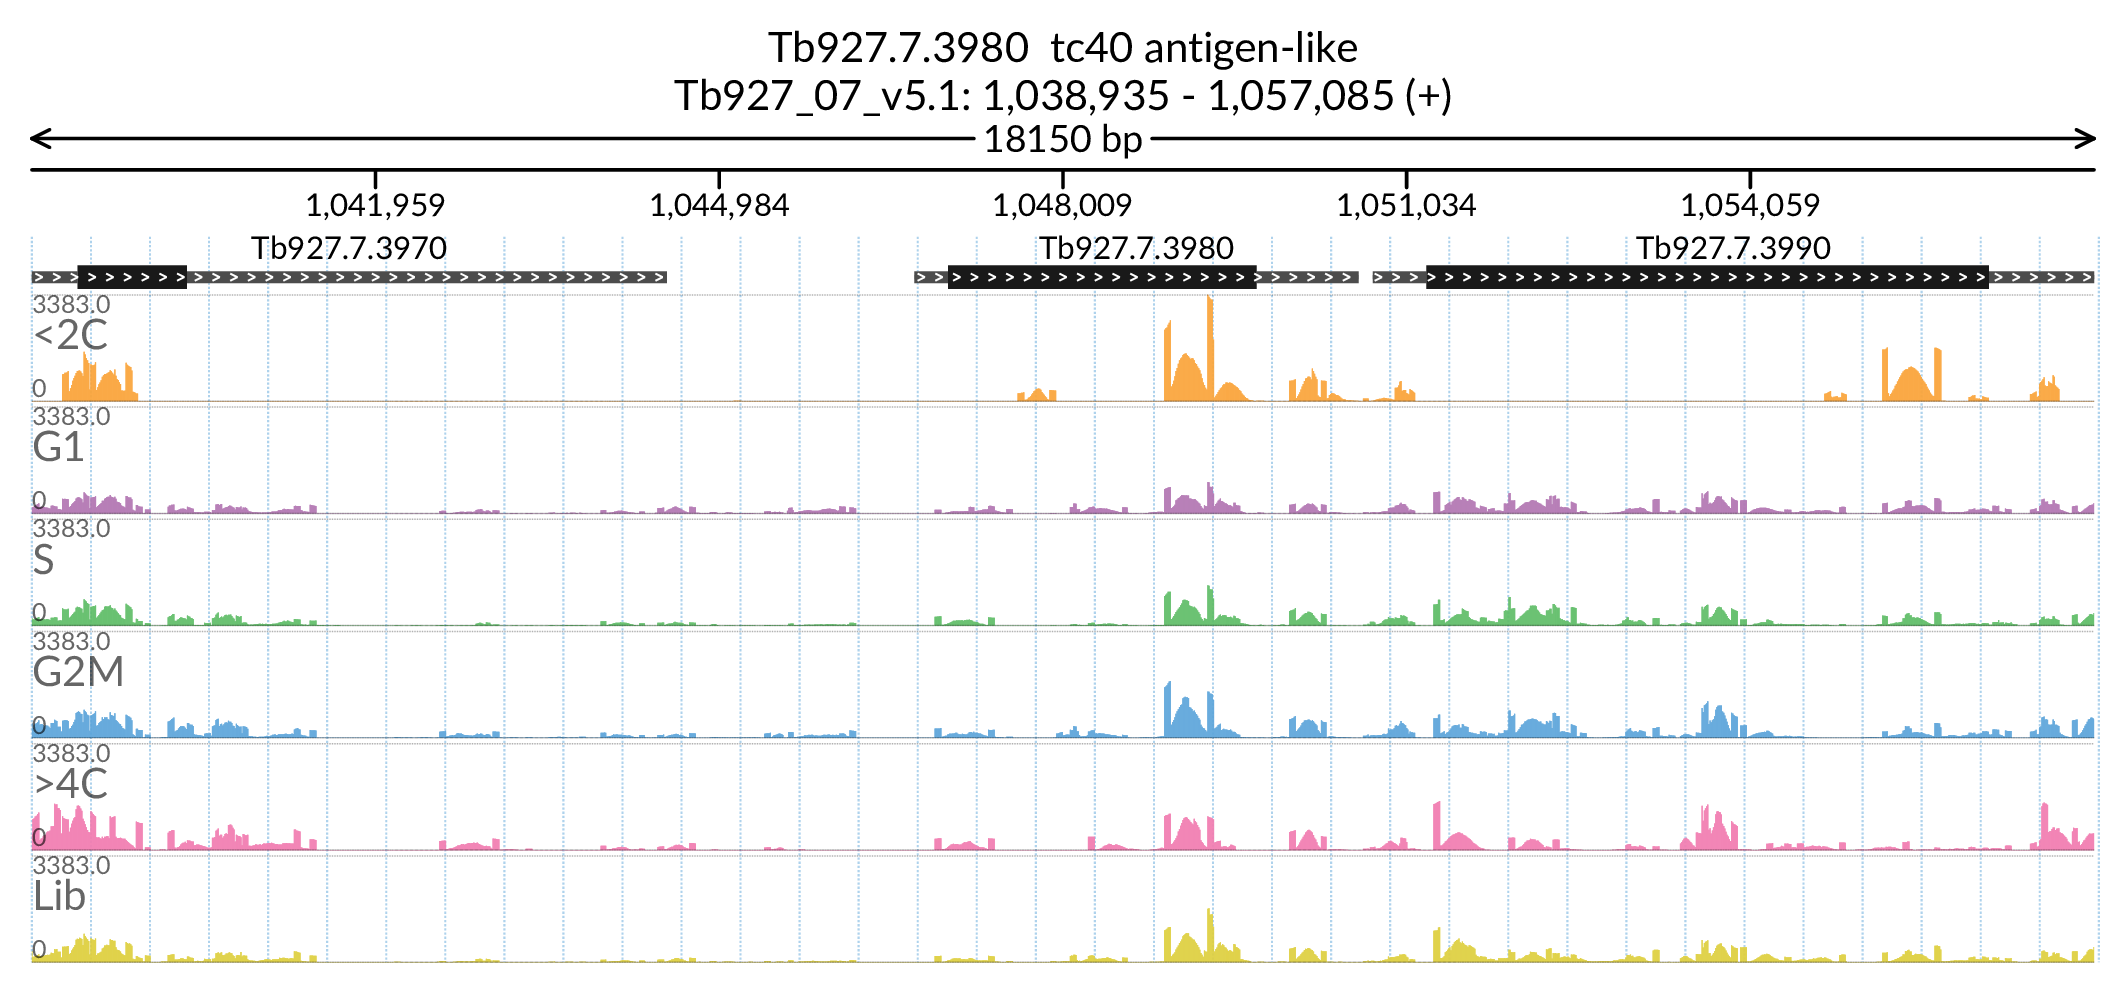 Tb927.7.3980 tc40 antigen-like
Tb927_07_v5.1: 1,038,935 - 1,057,085 (+)
18150 bp
1,041,959 1,044,984 1,048,009 1,051,034 1,054,059
Tb927.7.3970 Tb927.7.3980 Tb927.7.3990
3383.0
<2C
0
3383.0
G1
0
3383.0
S
0
3383.0
G2M
0
3383.0
>4C
0
3383.0
Lib
0